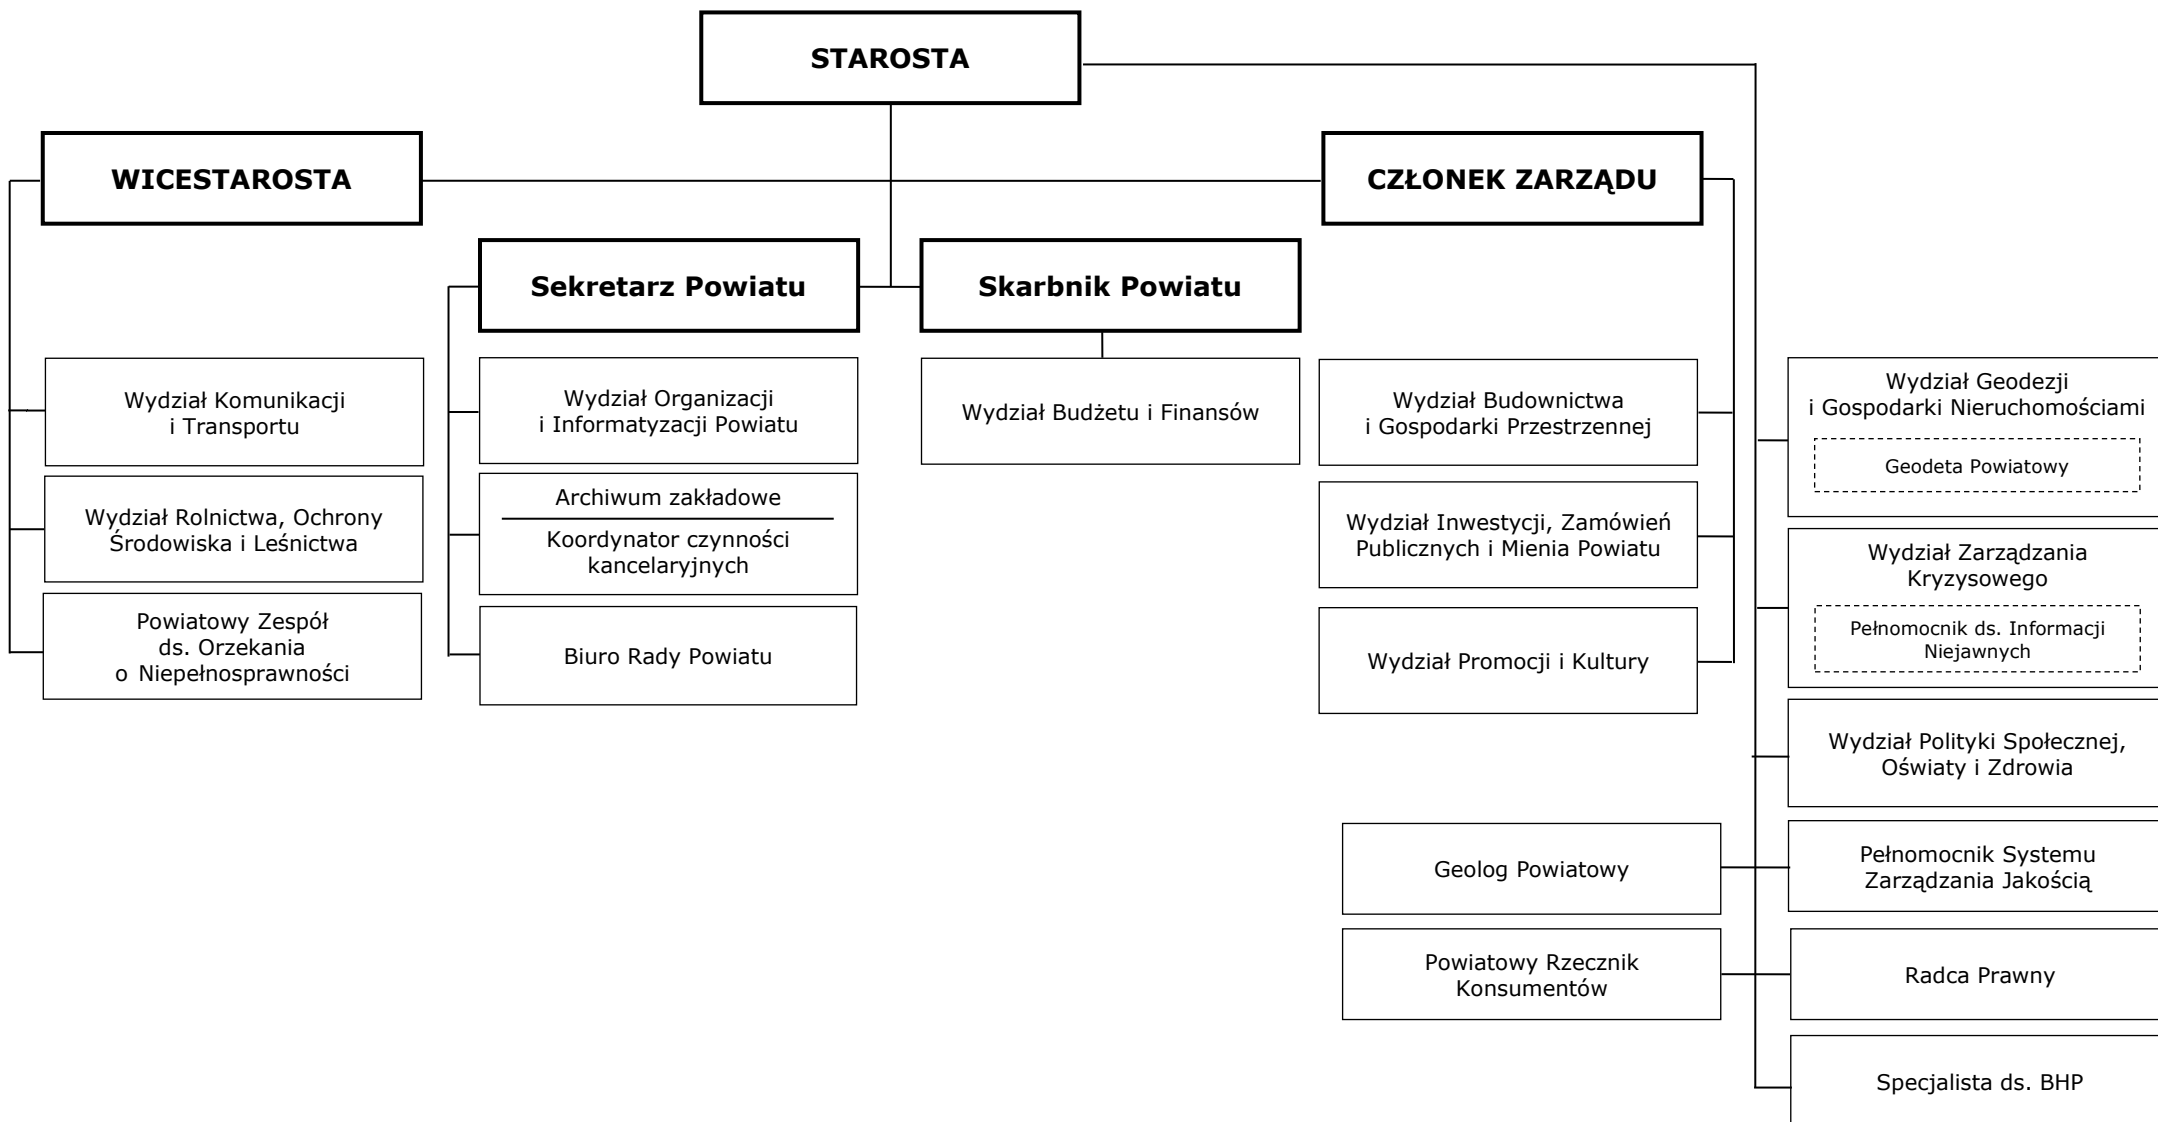 STAROSTA
WICESTAROSTA
CZŁONEK ZARZĄDU
Sekretarz Powiatu
Skarbnik Powiatu
Wydział Komunikacji
i Transportu
Wydział Rolnictwa, Ochrony
Środowiska i Leśnictwa
Powiatowy Zespół
ds. Orzekania
o Niepełnosprawności
Wydział Organizacji
i Informatyzacji Powiatu
Archiwum zakładowe
Koordynator czynności
kancelaryjnych
Biuro Rady Powiatu
Wydział Budżetu i Finansów
Wydział Budownictwa
i Gospodarki Przestrzennej
Wydział Inwestycji, Zamówień
Publicznych i Mienia Powiatu
Wydział Promocji i Kultury
Wydział Geodezji
i Gospodarki Nieruchomościami
Geodeta Powiatowy
Wydział Zarządzania
Kryzysowego
Pełnomocnik ds. Informacji
Niejawnych
Wydział Polityki Społecznej,
Oświaty i Zdrowia
Geolog Powiatowy
Pełnomocnik Systemu
Zarządzania Jakością
Powiatowy Rzecznik
Konsumentów
Radca Prawny
Specjalista ds. BHP